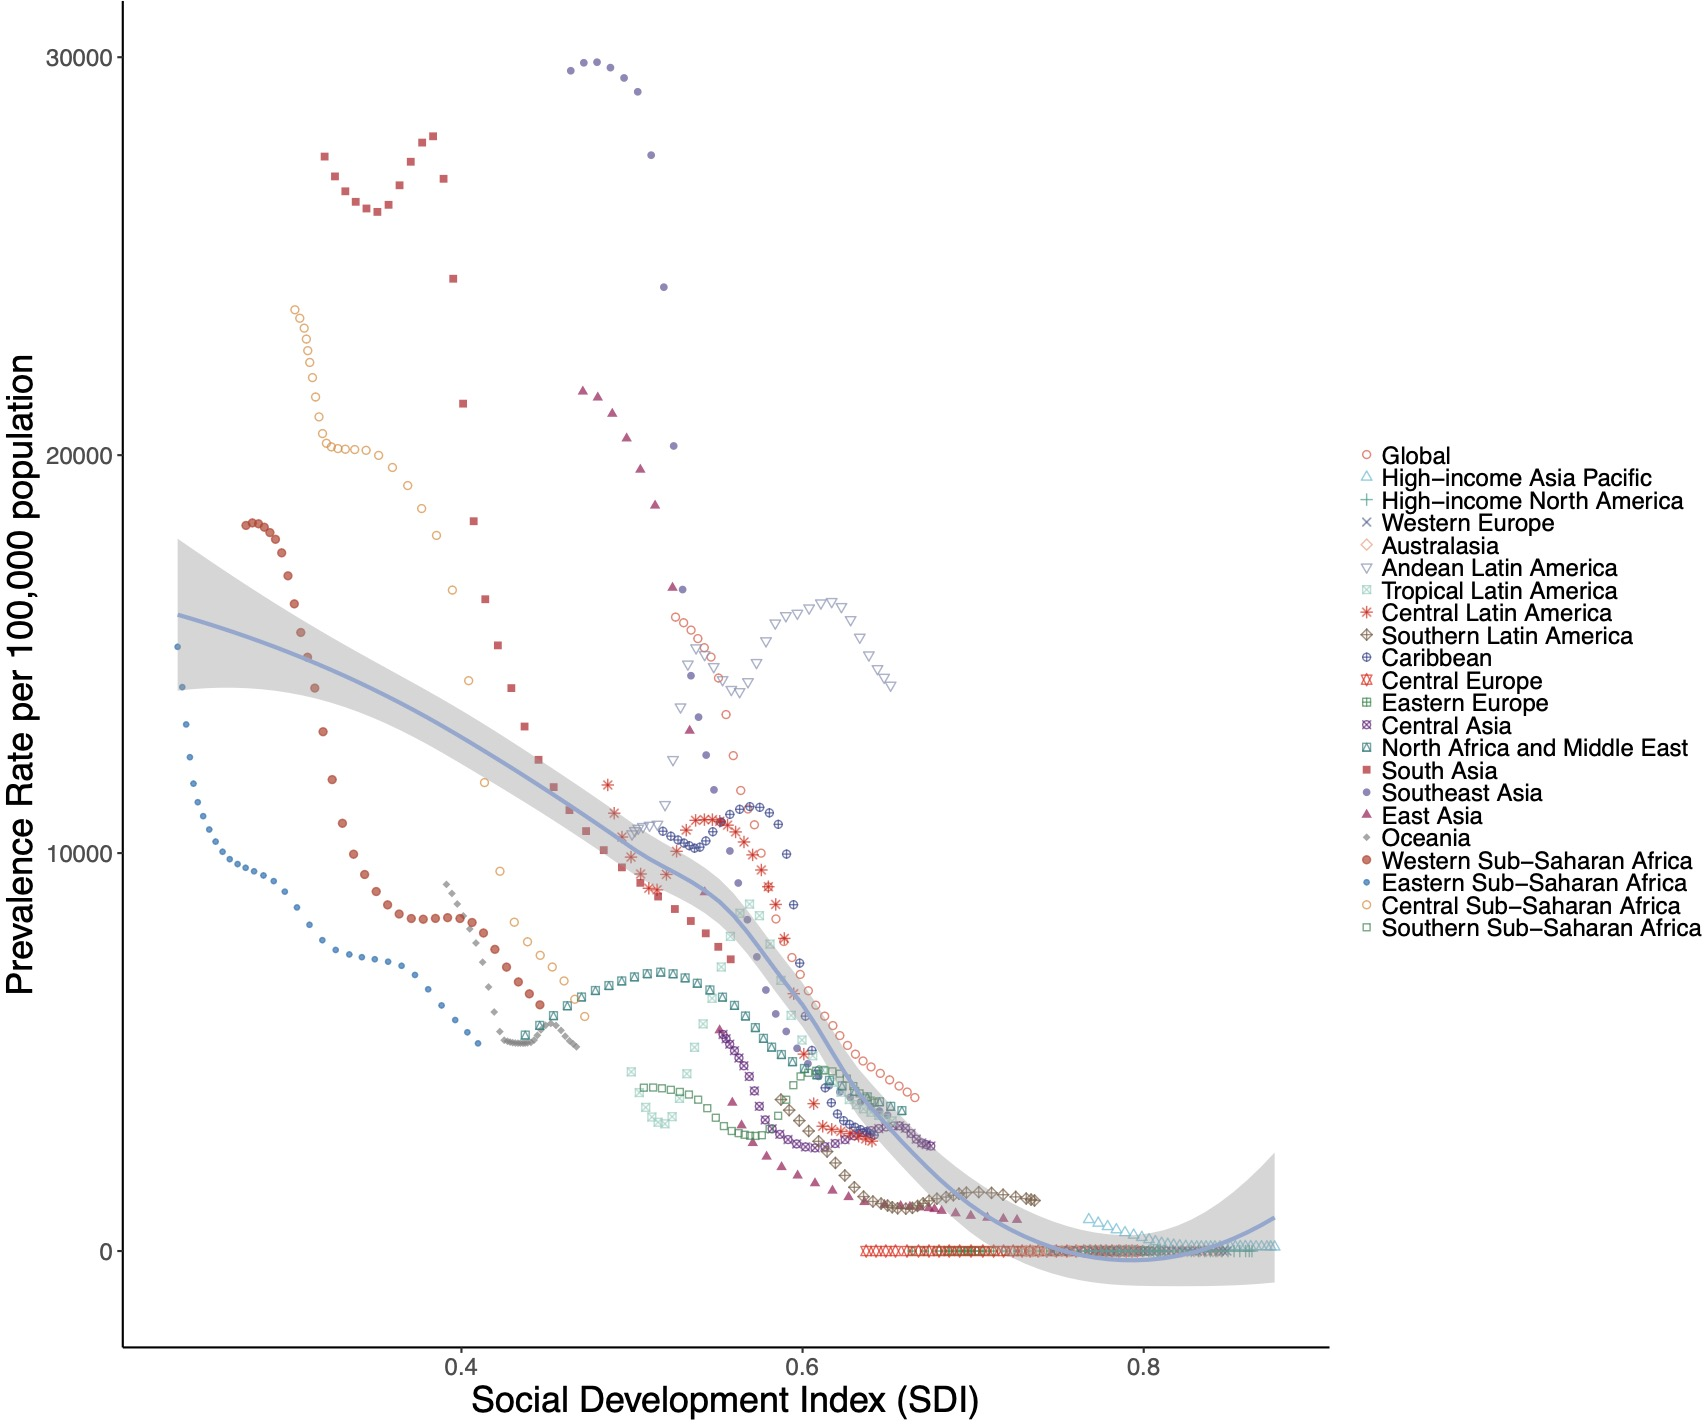 30000
20000
10000
0
Prevalence Rate per 100,000 population
0.4
0.6
0.8
Social Development Index (SDI)
Global
High−income Asia Pacific
High−income North America
Western Europe
Australasia
Andean Latin America
Tropical Latin America
Central Latin America
Southern Latin America
Caribbean
Central Europe
Eastern Europe
Central Asia
North Africa and Middle East
South Asia
Southeast Asia
East Asia
Oceania
Western Sub−Saharan Africa
Eastern Sub−Saharan Africa
Central Sub−Saharan Africa
Southern Sub−Saharan Africa